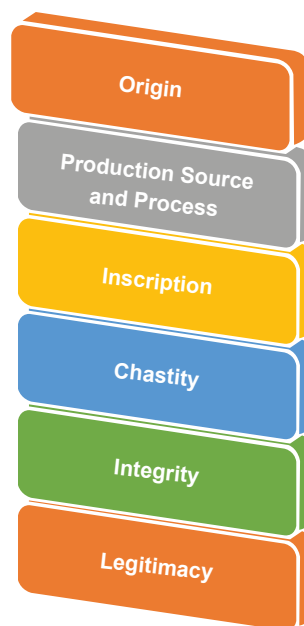 Origin
Production Source
and Process
Inscription
Chastity
Integrity
Legitimacy